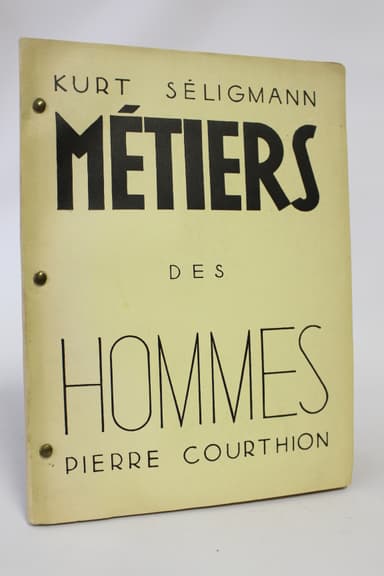 KURT SÉLIGMANN
MÉTIERS
DES
HOMMES
PIERRE COURTHION